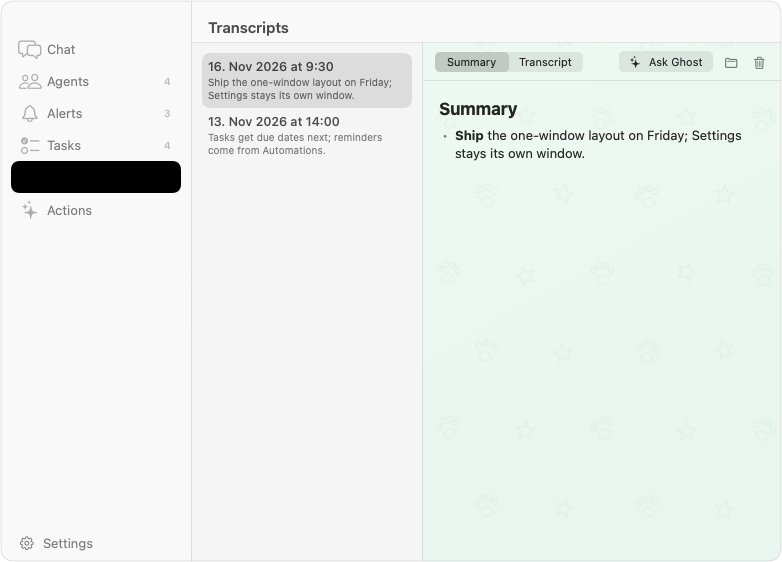 Chat
Agents 4
Alerts 3
Tasks 4
Actions
Settings
Transcripts
16. Nov 2026 at 9:30
Ship the one-window layout on Friday;
Settings stays its own window.
13. Nov 2026 at 14:00
Tasks get due dates next; reminders
come from Automations.
Summary Transcript Ask Ghost
Summary
• Ship the one-window layout on Friday; Settings
stays its own window.